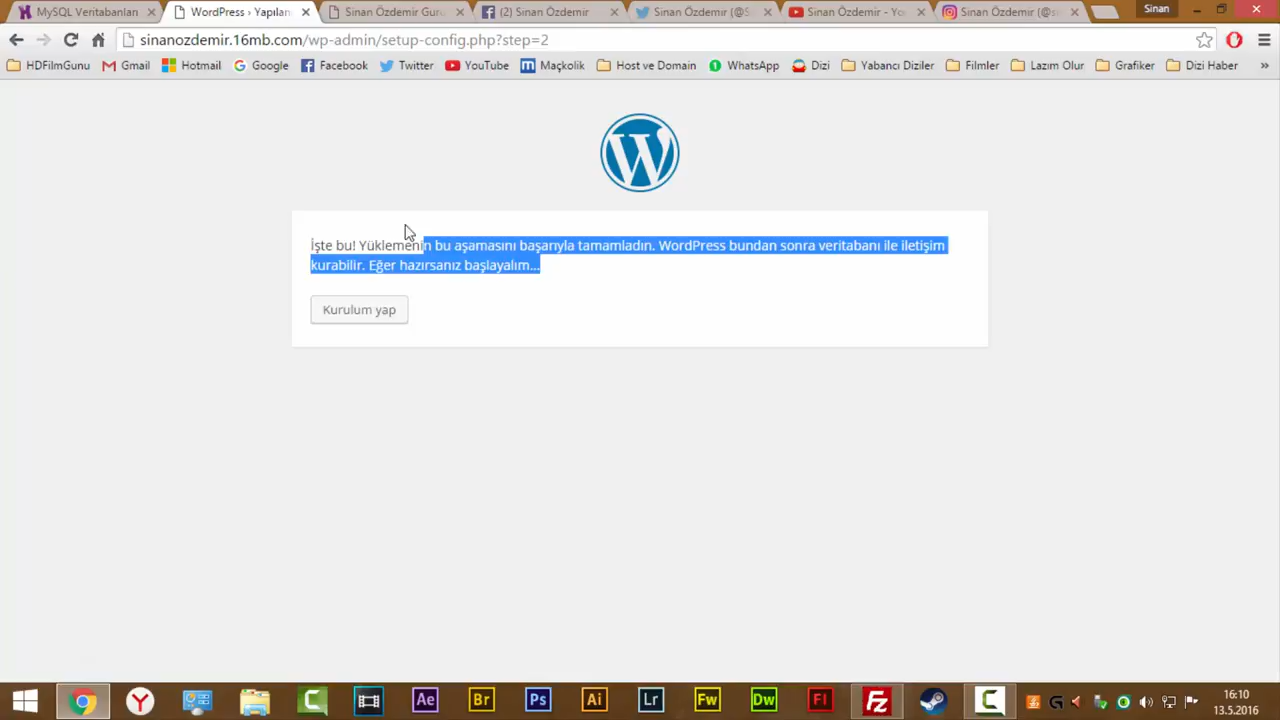 MySQL Veritabanları
WordPress › Yapılan
Sinan Özdemir Guru
(2) Sinan Özdemir
Sinan Özdemir (@S
Sinan Özdemir - Yo
Sinan Özdemir (@s
Sinan
sinanozdemir.16mb.com/wp-admin/setup-config.php?step=2
HDFilmGunu
Gmail
Hotmail
Google
Facebook
Twitter
YouTube
Maçkolik
Host ve Domain
WhatsApp
Dizi
Yabancı Diziler
Filmler
Lazım Olur
Grafiker
Dizi Haber
»
W
İşte bu! Yüklemenin bu aşamasını başarıyla tamamladın. WordPress bundan sonra veritabanı ile iletişim
kurabilir. Eğer hazırsanız başlayalım...
Kurulum yap
Ae
Br
Ps
Ai
Lr
Fw
Dw
Fl
Fz
16:10
13.5.2016